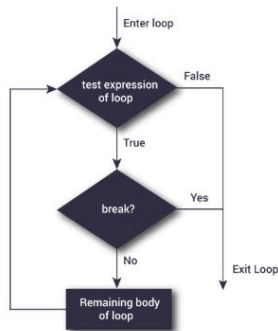 Enter loop
test expression
of loop
False
True
break?
Yes
No
Exit Loop
Remaining body
of loop